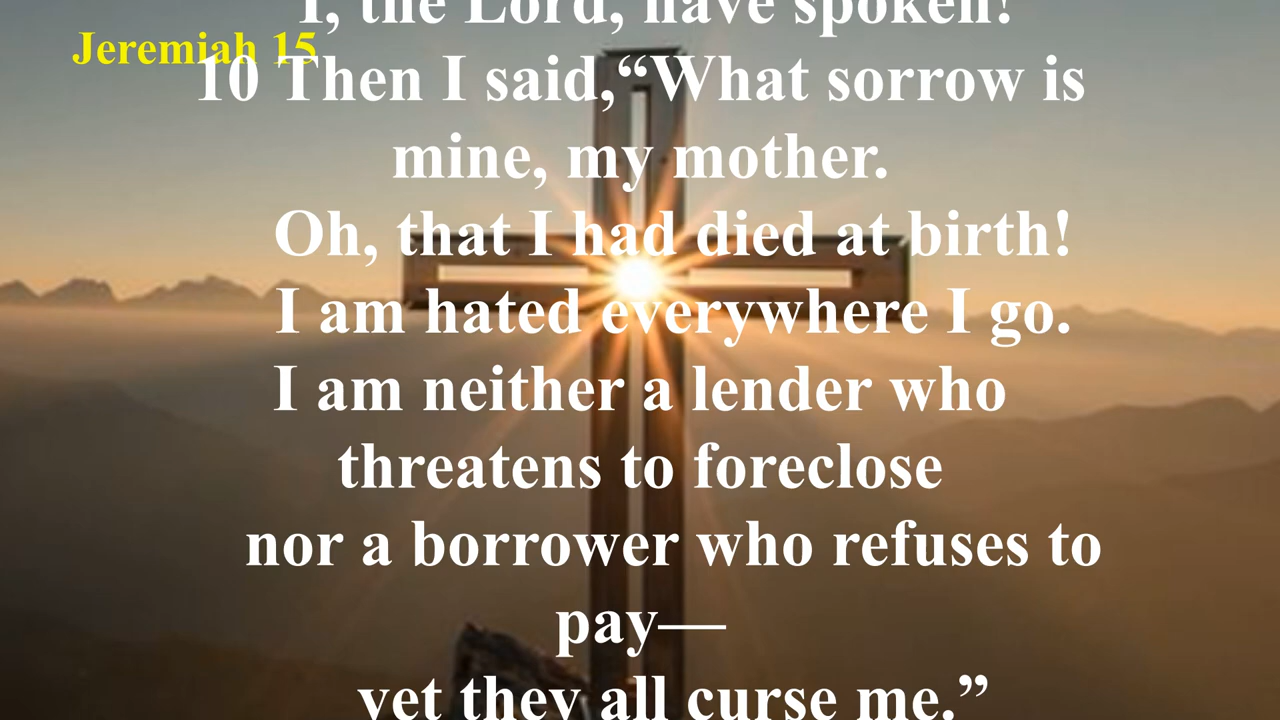 I, the Lord, have spoken!
Jeremiah 15
10 Then I said,“What sorrow is
mine, my mother.
Oh, that I had died at birth!
I am hated everywhere I go.
I am neither a lender who
threatens to foreclose
nor a borrower who refuses to
pay—
yet they all curse me.”